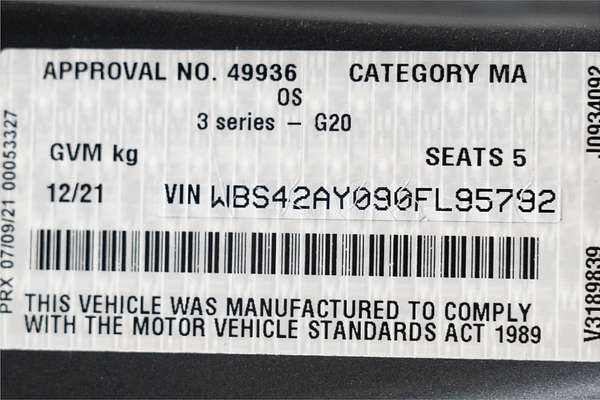 APPROVAL NO. 49936 CATEGORY MA
OS
3 series – G20
GVM kg SEATS 5
12/21 VIN WBS42AY090FL95792
THIS VEHICLE WAS MANUFACTURED TO COMPLY
WITH THE MOTOR VEHICLE STANDARDS ACT 1989
PRX 07/09/21 00053327
V3189839 J0934092